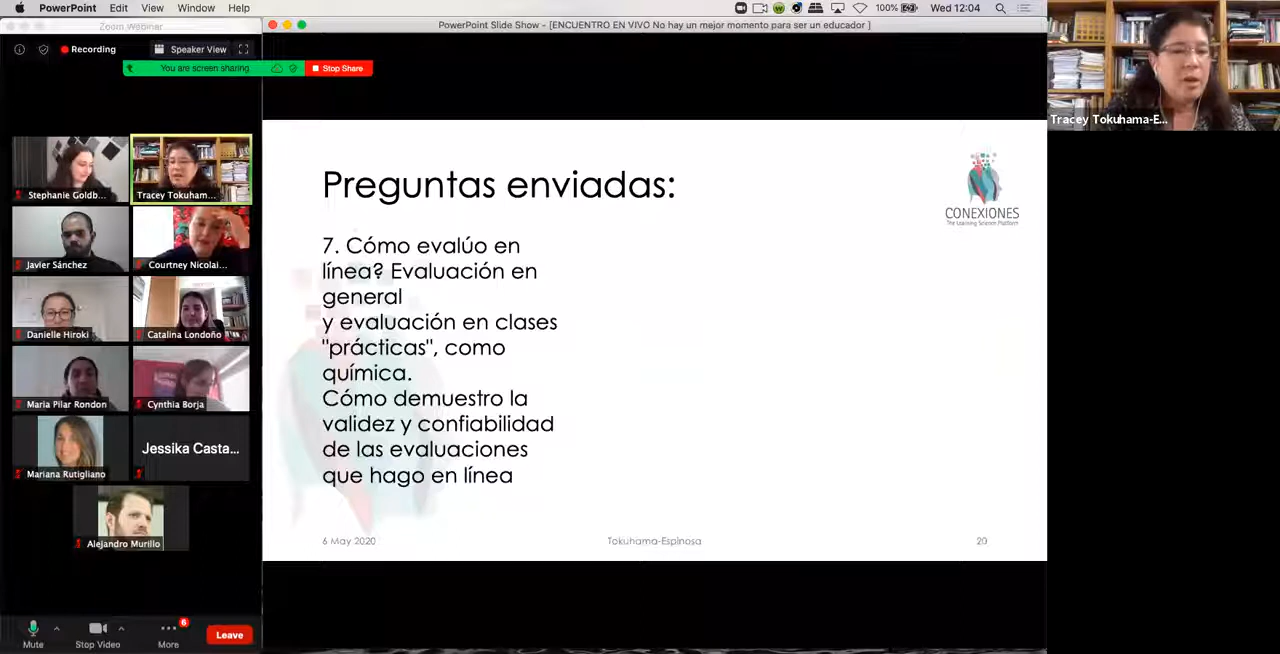 PowerPoint Edit View Window Help
100% Wed 12:04
Zoom Webinar
PowerPoint Slide Show - [ENCUENTRO EN VIVO No hay un mejor momento para ser un educador ]
Recording
Speaker View
You are screen sharing
Stop Share
Stephanie Goldb...
Tracey Tokuham...
Javier Sánchez
Courtney Nicolai...
Danielle Hiroki
Catalina Londoño
Maria Pilar Rondon
Cynthia Borja
Mariana Rutigliano
Jessika Casta...
Alejandro Murillo
Mute
Stop Video
6
More
Leave
Preguntas enviadas:
CONEXIONES
The Learning Science Platform
7. Cómo evalúo en
línea? Evaluación en
general
y evaluación en clases
"prácticas", como
química.
Cómo demuestro la
validez y confiabilidad
de las evaluaciones
que hago en línea
6 May 2020
Tokuhama-Espinosa
20
Tracey Tokuhama-E...